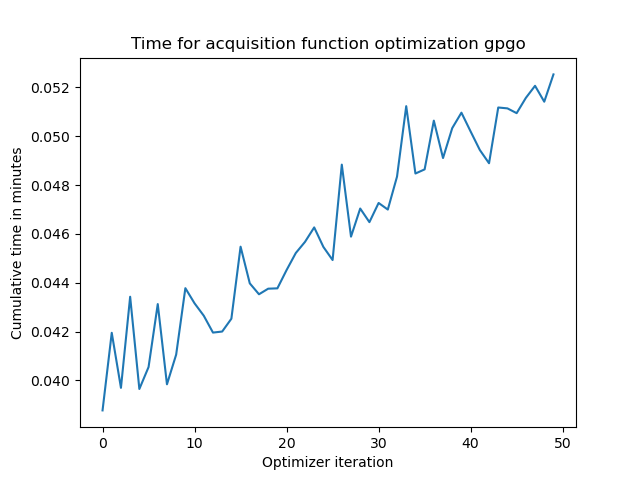 Time for acquisition function optimization gpgo
Cumulative time in minutes
0.052
0.050
0.048
0.046
0.044
0.042
0.040
0 10 20 30 40 50
Optimizer iteration